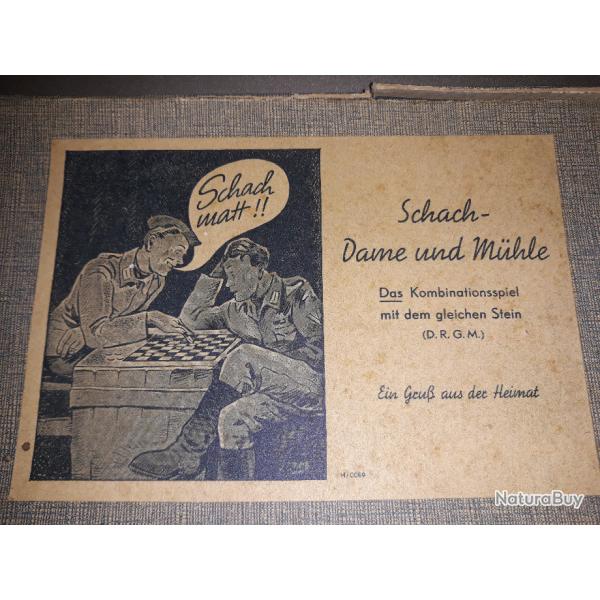 Schach
matt!!
Schach-
Dame und Mühle
Das Kombinationsspiel
mit dem gleichen Stein
(D. R. G. M.)
Ein Gruß aus der Heimat
NaturaBuy